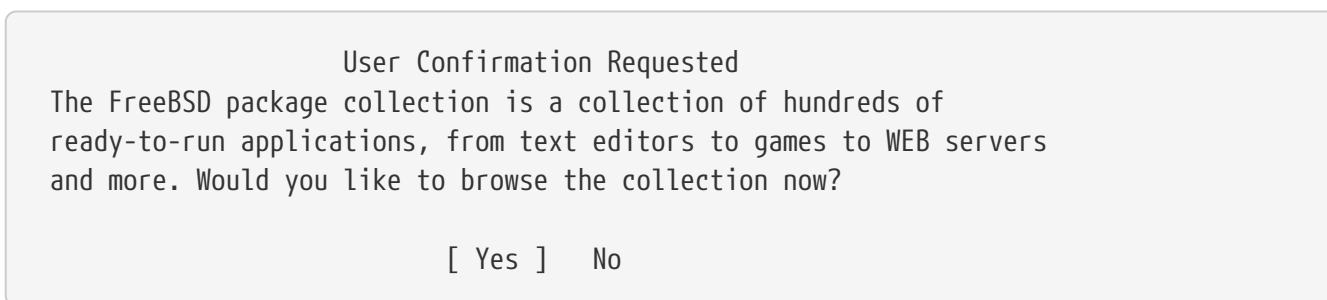 User Confirmation Requested
The FreeBSD package collection is a collection of hundreds of
ready-to-run applications, from text editors to games to WEB servers
and more. Would you like to browse the collection now?
[ Yes ]   No